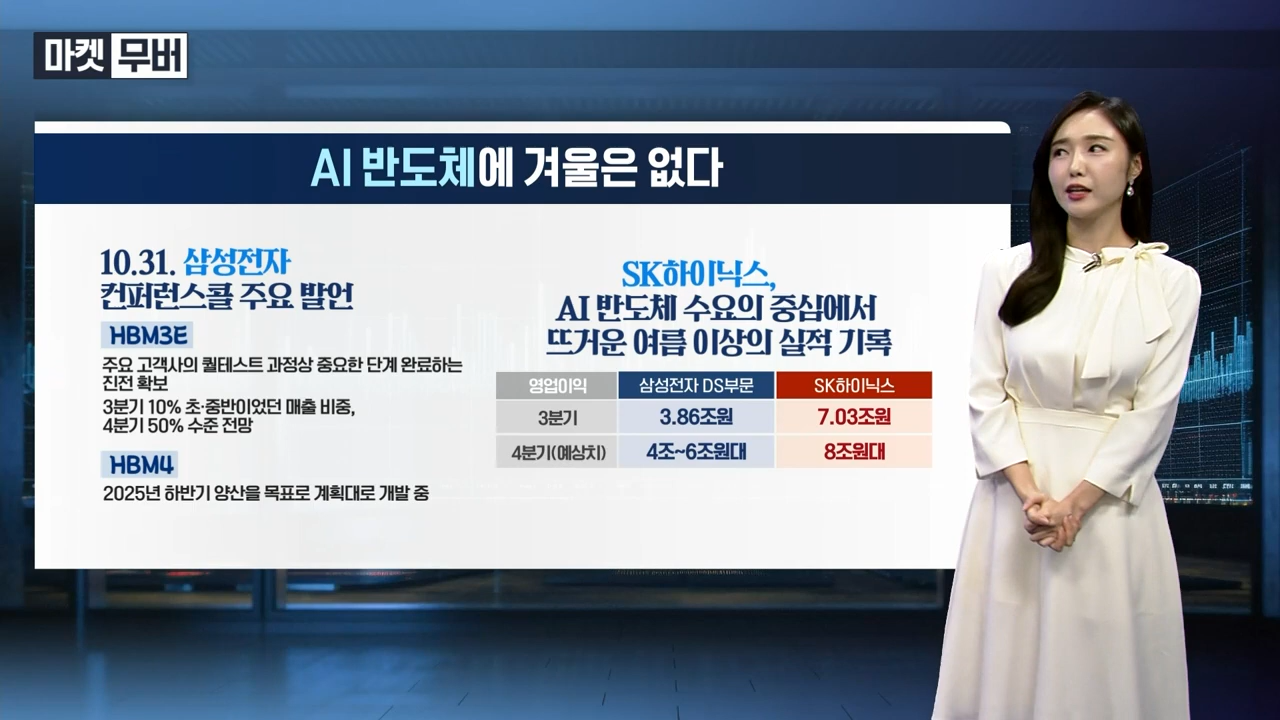 마켓무버
AI 반도체에 겨울은 없다
10.31. 삼성전자
컨퍼런스콜 주요 발언
HBM3E
주요 고객사의 퀄테스트 과정상 중요한 단계 완료하는
진전 확보
3분기 10% 초·중반이었던 매출 비중,
4분기 50% 수준 전망
HBM4
2025년 하반기 양산을 목표로 계획대로 개발 중
SK하이닉스,
AI 반도체 수요의 중심에서
뜨거운 여름 이상의 실적 기록
영업이익 삼성전자 DS부문 SK하이닉스
3분기 3.86조원 7.03조원
4분기(예상치) 4조~6조원대 8조원대